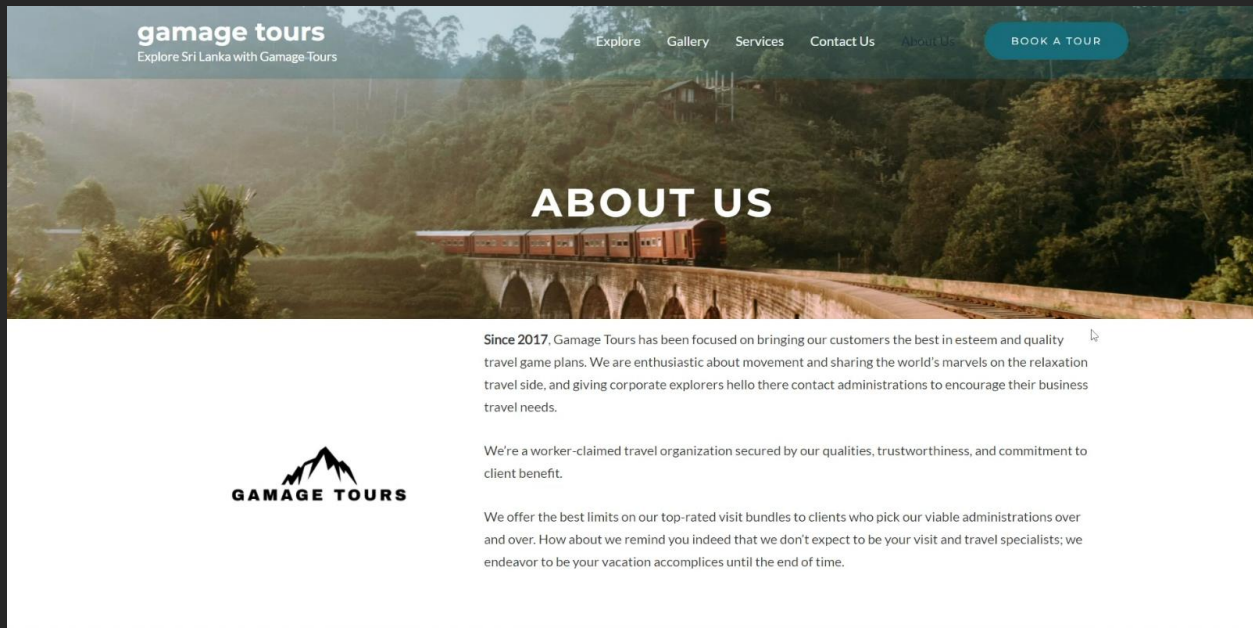 gamage tours
Explore Sri Lanka with Gamage Tours
Explore Gallery Services Contact Us About Us BOOK A TOUR
ABOUT US
Since 2017, Gamage Tours has been focused on bringing our customers the best in esteem and quality
travel game plans. We are enthusiastic about movement and sharing the world's marvels on the relaxation
travel side, and giving corporate explorers hello there contact administrations to encourage their business
travel needs.
We're a worker-claimed travel organization secured by our qualities, trustworthiness, and commitment to
client benefit.
GAMAGE TOURS
We offer the best limits on our top-rated visit bundles to clients who pick our viable administrations over
and over. How about we remind you indeed that we don't expect to be your visit and travel specialists; we
endeavor to be your vacation accomplices until the end of time.